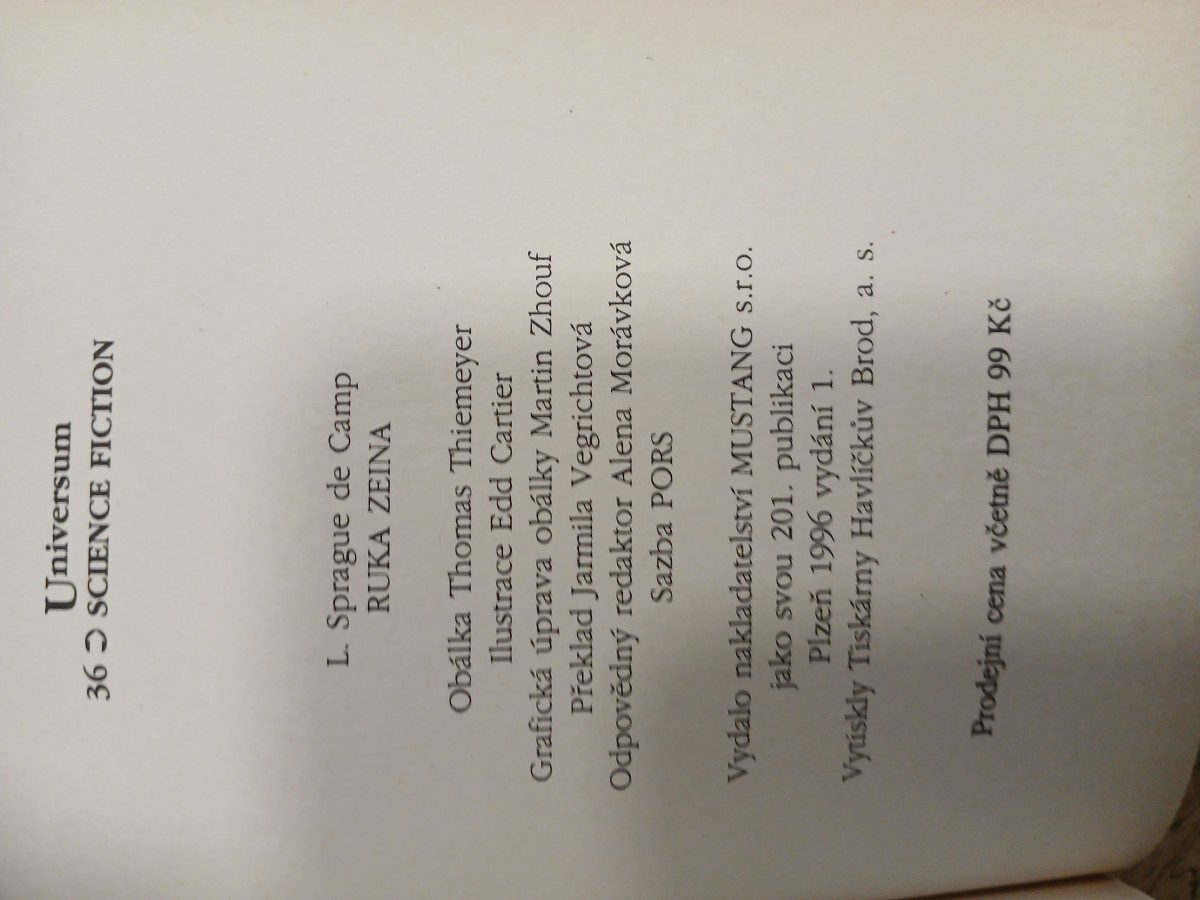 Universum
36 SCIENCE FICTION
L. Sprague de Camp
RUKA ZEINA
Obálka Thomas Thiemeyer
Ilustrace Edd Cartier
Grafická úprava obálky Martin Zhouf
Překlad Jarmila Vegrichtová
Odpovědný redaktor Alena Morávková
Sazba PORS
Vydalo nakladatelství MUSTANG s.r.o.
jako svou 201. publikaci
Plzeň 1996 vydání 1.
Vytiskly Tiskárny Havlíčkův Brod, a. s.
Prodejní cena včetně DPH 99 Kč